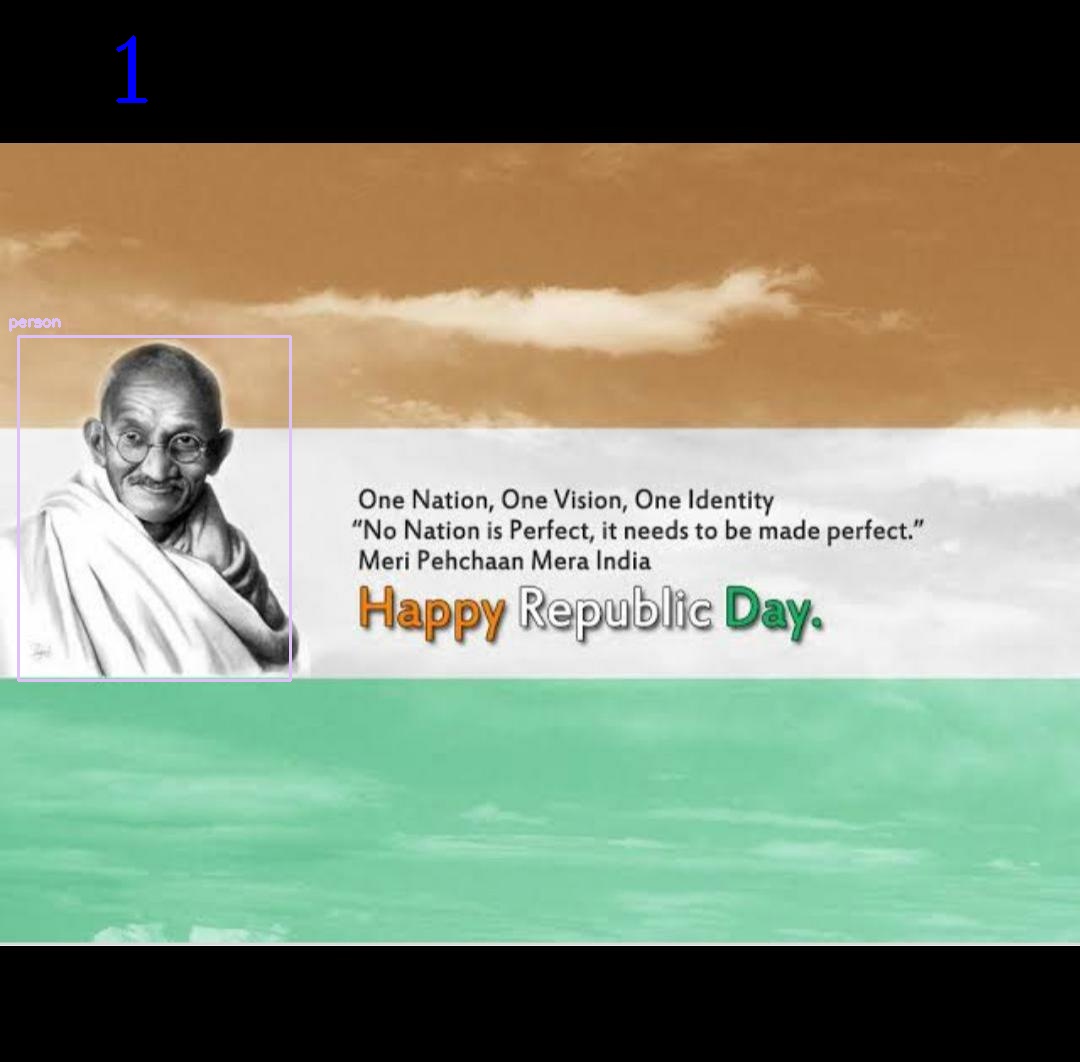 1
person
One Nation, One Vision, One Identity
“No Nation is Perfect, it needs to be made perfect.”
Meri Pehchaan Mera India
Happy Republic Day.